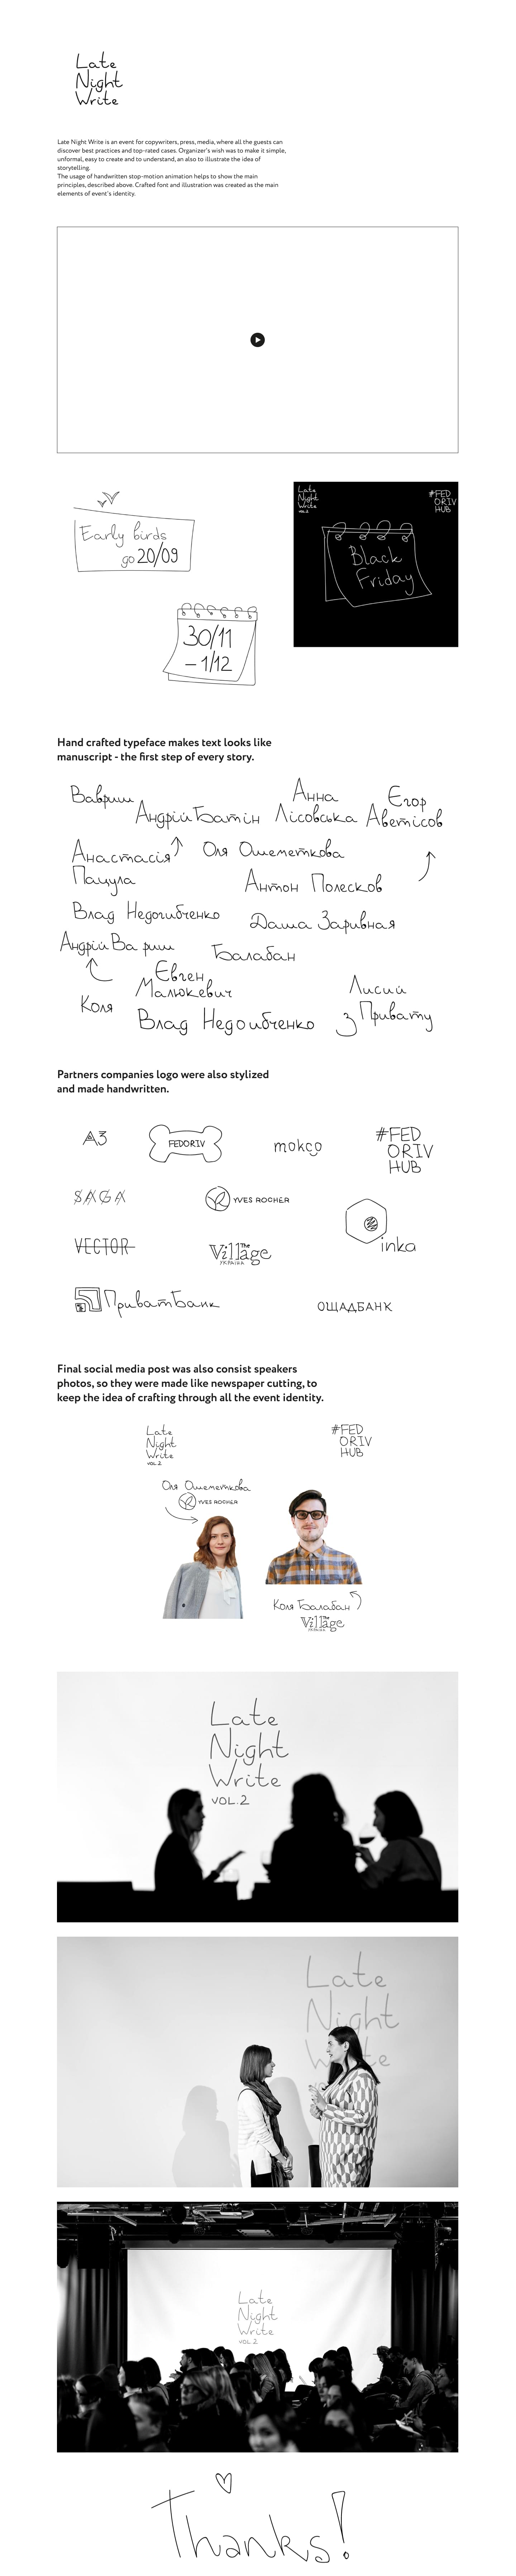 Late
Night
Write
Late Night Write is an event for copywriters, press, media, where all the guests can
discover best practices and top-rated cases. Organizer's wish was to make it simple,
unformal, easy to create and to understand, an also to illustrate the idea of
storytelling.
The usage of handwritten stop-motion animation helps to show the main
principles, described above. Crafted font and illustration was created as the main
elements of event's identity.
Early birds
go 20/09
30/11
– 1/12
Late
Night
Write
VOL.2
#FED
ORIV
HUB
Black
Friday
Hand crafted typeface makes text looks like
manuscript - the first step of every story.
Вавриш
Андрій Батін
Анна
Лісовська
Єгор
Аветісов
Анастасія
Пацула
Оля Ошеметкова
Антон Полесков
Влад Недогибченко
Даша Заривная
Андрій Ва риш
Балабан
Коля
Євген
Малюкевич
Влад Недо ибченко
Лисий
з Привату
Partners companies logo were also stylized
and made handwritten.
A3
FEDORIV
mokco
#FED
ORIV
HUB
SAGA
YVES ROCHER
inka
VECTOR
The
Village
УКРАЇНА
ПриватБанк
ОЩАДБАНК
Final social media post was also consist speakers
photos, so they were made like newspaper cutting, to
keep the idea of crafting through all the event identity.
Late
Night
Write
VOL.2
#FED
ORIV
HUB
Оля Ошеметкова
YVES ROCHER
Коля Балабан
The
Village
УКРАЇНА
Late
Night
Write
VOL.2
Late
Night
Write
Late
Night
Write
VOL.2
Thanks!